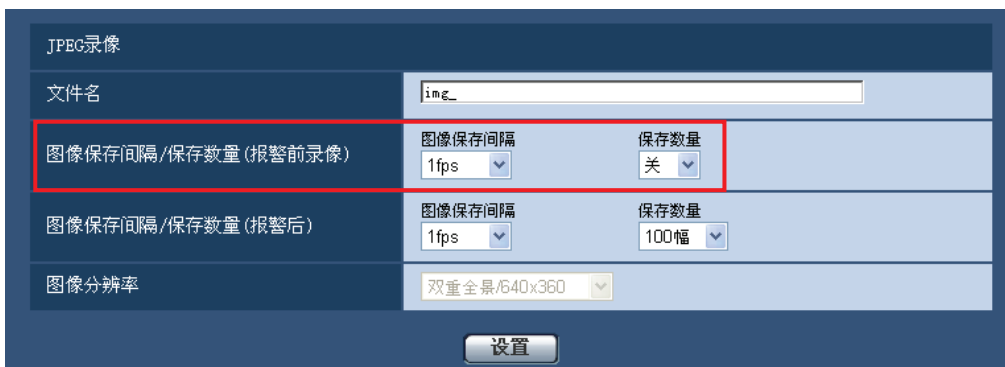 JPEG录像
文件名 img_
图像保存间隔/保存数量(报警前录像)
图像保存间隔 保存数量
1fps 关
图像保存间隔/保存数量(报警后)
图像保存间隔 保存数量
1fps 100幅
图像分辨率 双重全景/640x360
设置